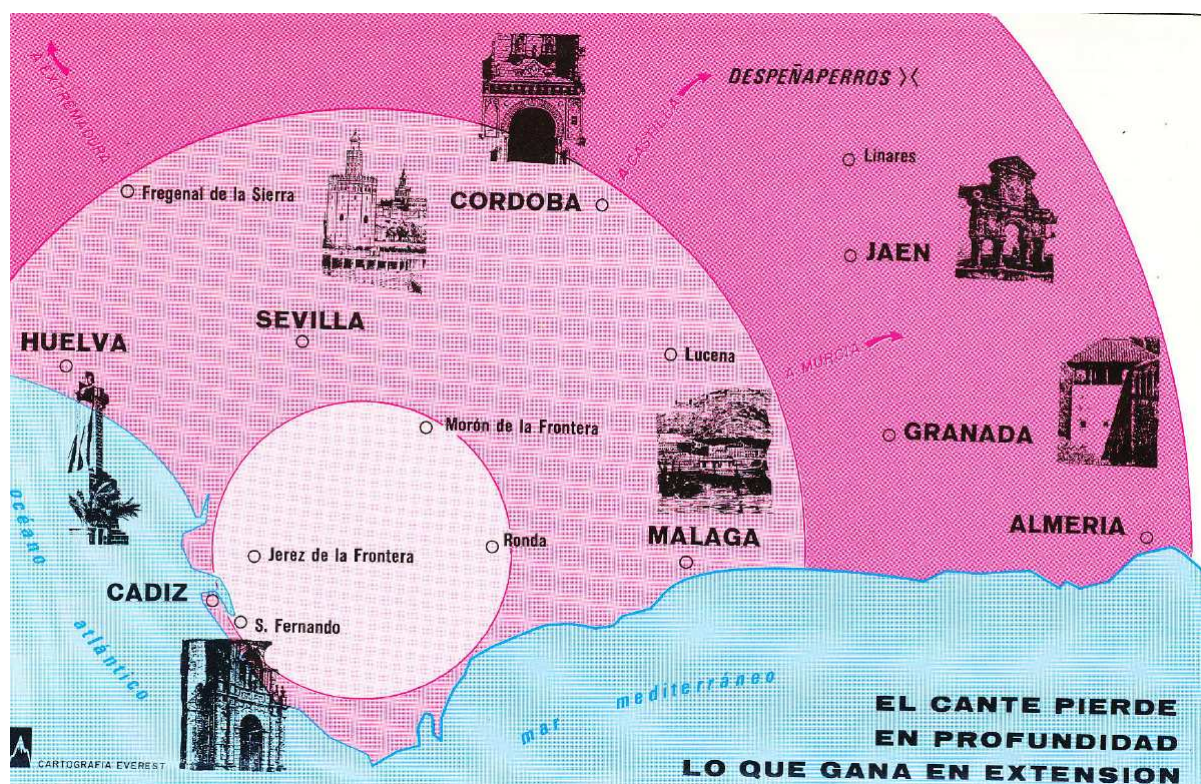 A EXTREMADURA
A CASTILLA
DESPEÑAPERROS
Linares
Fregenal de la Sierra
CORDOBA
JAEN
SEVILLA
HUELVA
Lucena
A MURCIA
Morón de la Frontera
GRANADA
océano
atlántico
ALMERIA
Jerez de la Frontera
Ronda
MALAGA
CADIZ
S. Fernando
mar mediterráneo
EL CANTE PIERDE
EN PROFUNDIDAD
LO QUE GANA EN EXTENSION
CARTOGRAFIA EVEREST